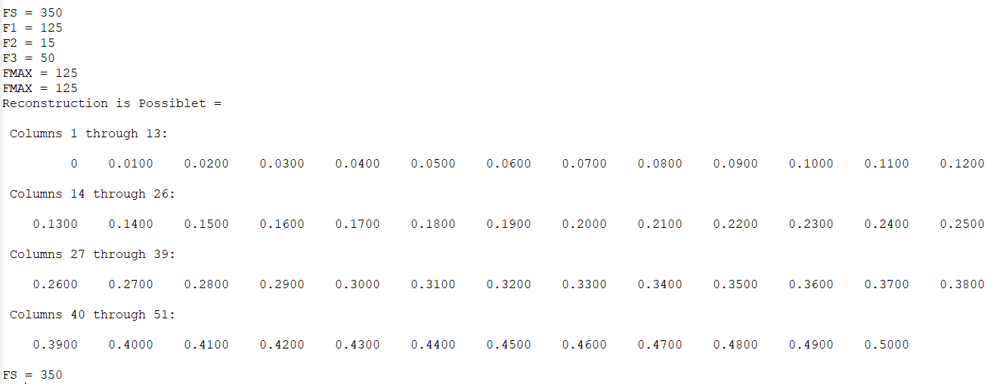 FS = 350
F1 = 125
F2 = 15
F3 = 50
FMAX = 125
FMAX = 125
Reconstruction is Possiblet =
Columns 1 through 13:
0 0.0100 0.0200 0.0300 0.0400 0.0500 0.0600 0.0700 0.0800 0.0900 0.1000 0.1100 0.1200
Columns 14 through 26:
0.1300 0.1400 0.1500 0.1600 0.1700 0.1800 0.1900 0.2000 0.2100 0.2200 0.2300 0.2400 0.2500
Columns 27 through 39:
0.2600 0.2700 0.2800 0.2900 0.3000 0.3100 0.3200 0.3300 0.3400 0.3500 0.3600 0.3700 0.3800
Columns 40 through 51:
0.3900 0.4000 0.4100 0.4200 0.4300 0.4400 0.4500 0.4600 0.4700 0.4800 0.4900 0.5000
FS = 350